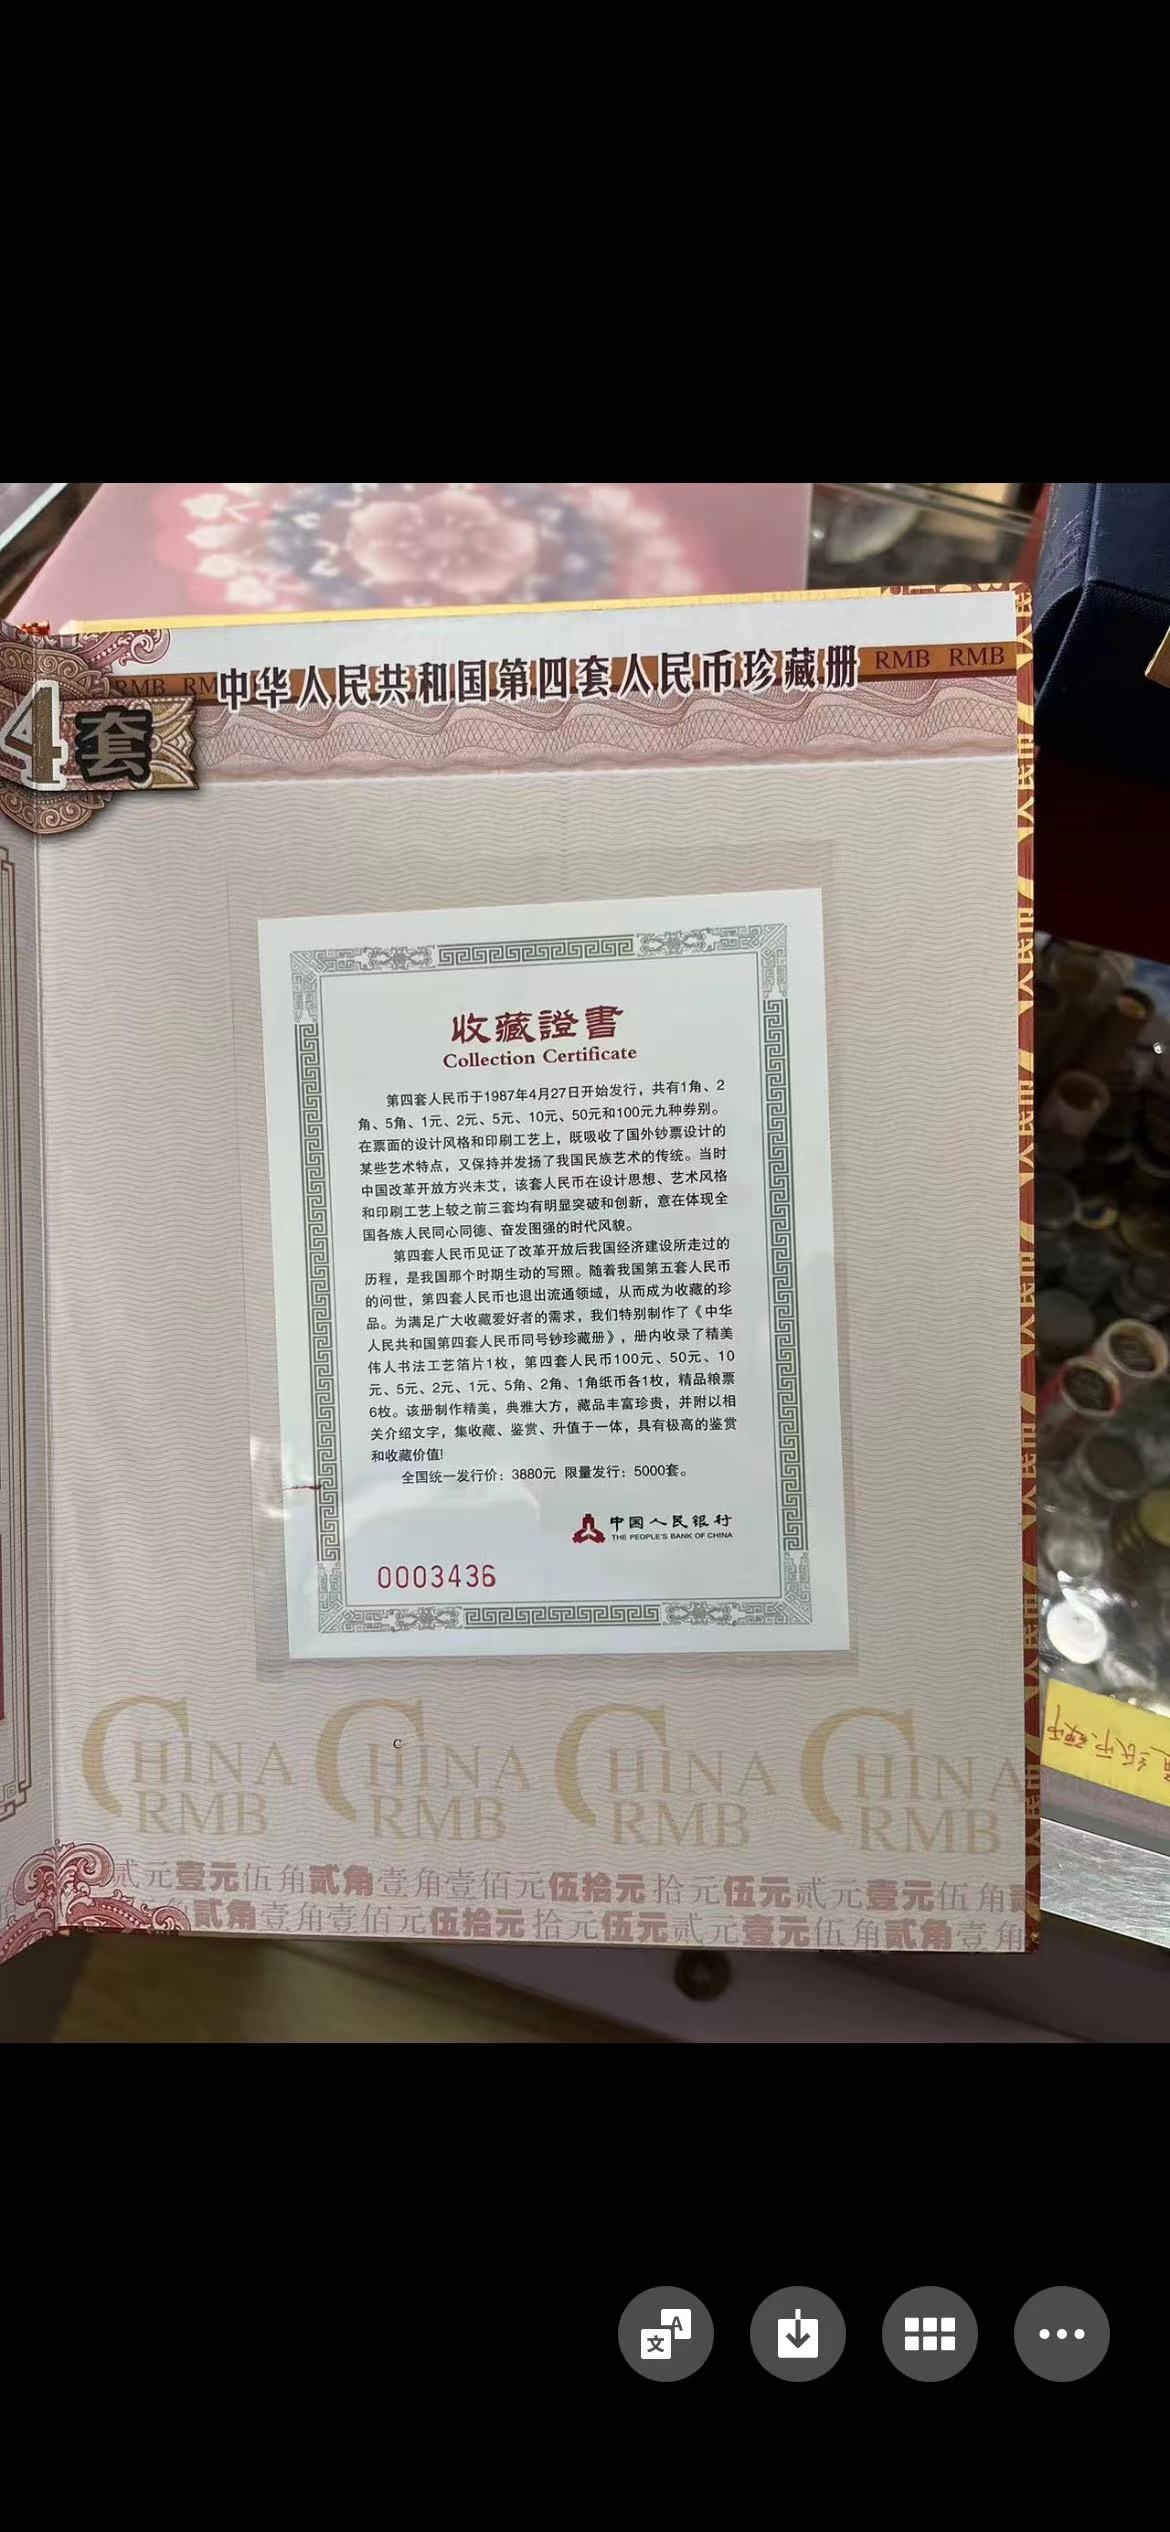 中华人民共和国第四套人民币珍藏册
RMB RMB
4套
收藏證書
Collection Certificate
第四套人民币于1987年4月27日开始发行，共有1角、2
角、5角、1元、2元、5元、10元、50元和100元九种券别。
在票面的设计风格和印刷工艺上，既吸收了国外钞票设计的
某些艺术特点，又保持并发扬了我国民族艺术的传统。当时
中国改革开放方兴未艾，该套人民币在设计思想、艺术风格
和印刷工艺上较之前三套均有明显突破和创新，意在体现全
国各族人民同心同德、奋发图强的时代风貌。
第四套人民币见证了改革开放后我国经济建设所走过的
历程，是我国那个时期生动的写照。随着我国第五套人民币
的问世，第四套人民币也退出流通领域，从而成为收藏的珍
品。为满足广大收藏爱好者的需求，我们特别制作了《中华
人民共和国第四套人民币同号钞珍藏册》，册内收录了精美
伟人书法工艺箔片1枚，第四套人民币100元、50元、10
元、5元、2元、1元、5角、2角、1角纸币各1枚，精品粮票
6枚。该册制作精美，典雅大方，藏品丰富珍贵，并附以相
关介绍文字，集收藏、鉴赏、升值于一体，具有极高的鉴赏
和收藏价值!
全国统一发行价：3880元 限量发行：5000套。
中国人民银行
THE PEOPLE'S BANK OF CHINA
0003436
CHINA CHINA CHINA CHINA
RMB RMB RMB RMB
贰元壹元伍角贰角壹角壹佰元伍拾元拾元伍元贰元壹元伍角
贰角壹角壹佰元伍拾元拾元伍元贰元壹元伍角贰角壹角